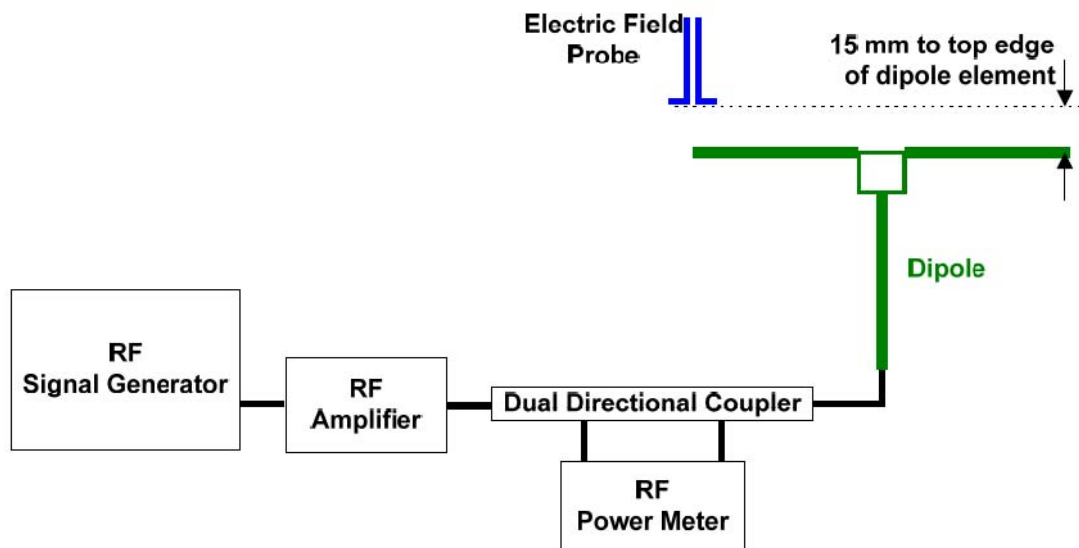 Electric Field
Probe
15 mm to top edge
of dipole element
Dipole
RF
Signal Generator
RF
Amplifier
Dual Directional Coupler
RF
Power Meter